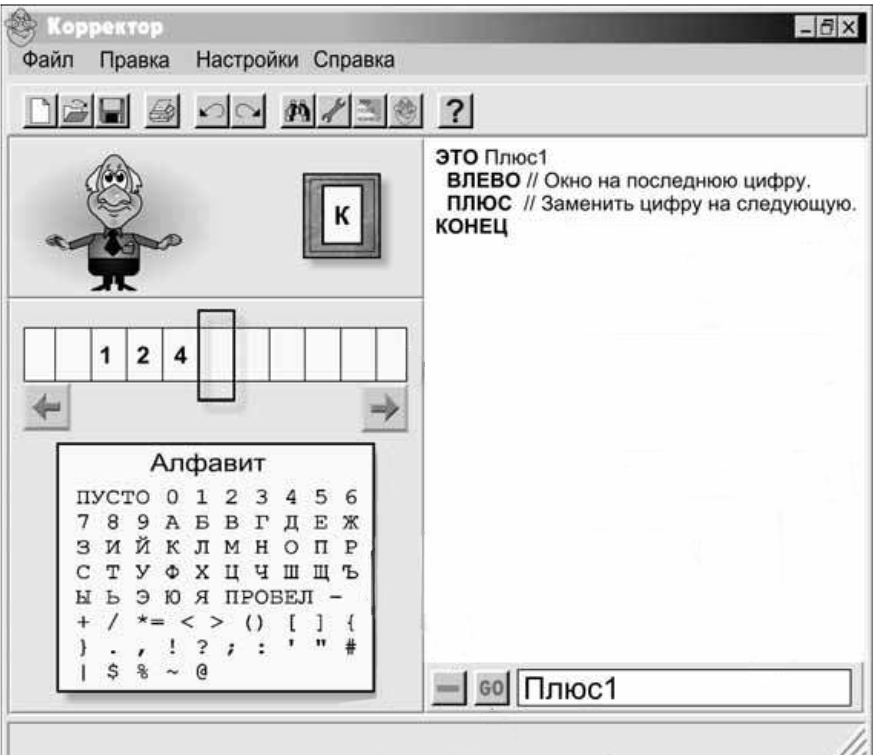 Корректор
Файл Правка Настройки Справка
?
К
ЭТО Плюс1
ВЛЕВО // Окно на последнюю цифру.
ПЛЮС // Заменить цифру на следующую.
КОНЕЦ
1 2 4
Алфавит
ПУСТО 0 1 2 3 4 5 6
7 8 9 А Б В Г Д Е Ж
З И Й К Л М Н О П Р
С Т У Ф Х Ц Ч Ш Щ Ъ
Ы Ь Э Ю Я ПРОБЕЛ -
+ / *= < > () [ ] {
} . , ! ? ; : ' " #
| $ % ~ @
GO Плюс1